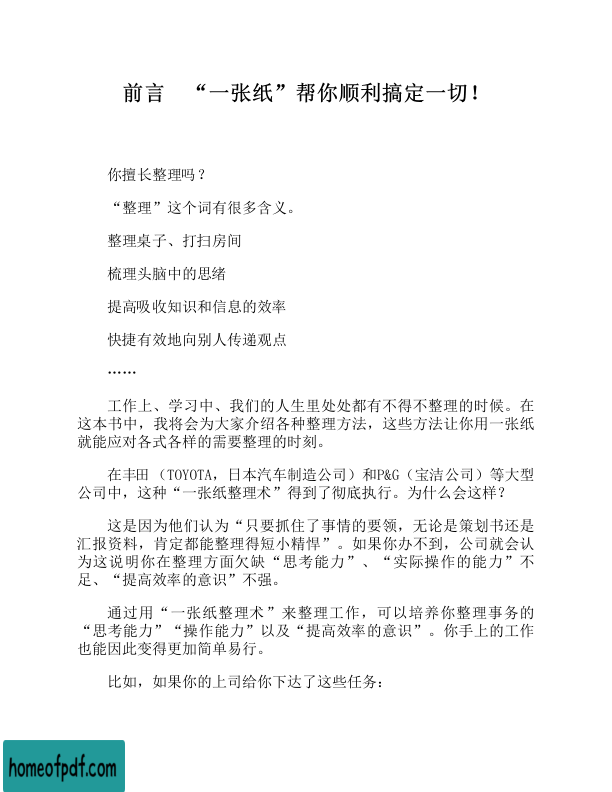 前言　“一张纸”帮你顺利搞定一切！
你擅长整理吗？
“整理”这个词有很多含义。
整理桌子、打扫房间
梳理头脑中的思绪
提高吸收知识和信息的效率
快捷有效地向别人传递观点
……
工作上、学习中、我们的人生里处处都有不得不整理的时候。在
这本书中，我将会为大家介绍各种整理方法，这些方法让你用一张纸
就能应对各式各样的需要整理的时刻。
在丰田（TOYOTA，日本汽车制造公司）和P&G（宝洁公司）等大型
公司中，这种“一张纸整理术”得到了彻底执行。为什么会这样？
这是因为他们认为“只要抓住了事情的要领，无论是策划书还是
汇报资料，肯定都能整理得短小精悍”。如果你办不到，公司就会认
为这说明你在整理方面欠缺“思考能力”、“实际操作的能力”不
足、“提高效率的意识”不强。
通过用“一张纸整理术”来整理工作，可以培养你整理事务的
“思考能力”“操作能力”以及“提高效率的意识”。你手上的工作
也能因此变得更加简单易行。
比如，如果你的上司给你下达了这些任务：
homeofpdf.com